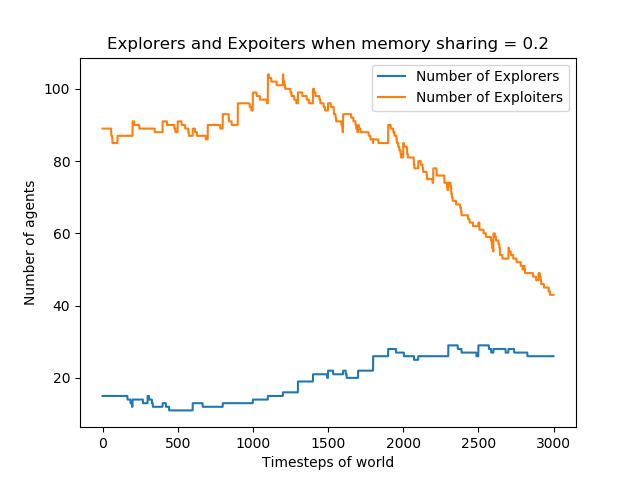 Explorers and Expoiters when memory sharing = 0.2
Number of Explorers
Number of Exploiters
Number of agents
100
80
60
40
20
0 500 1000 1500 2000 2500 3000
Timesteps of world